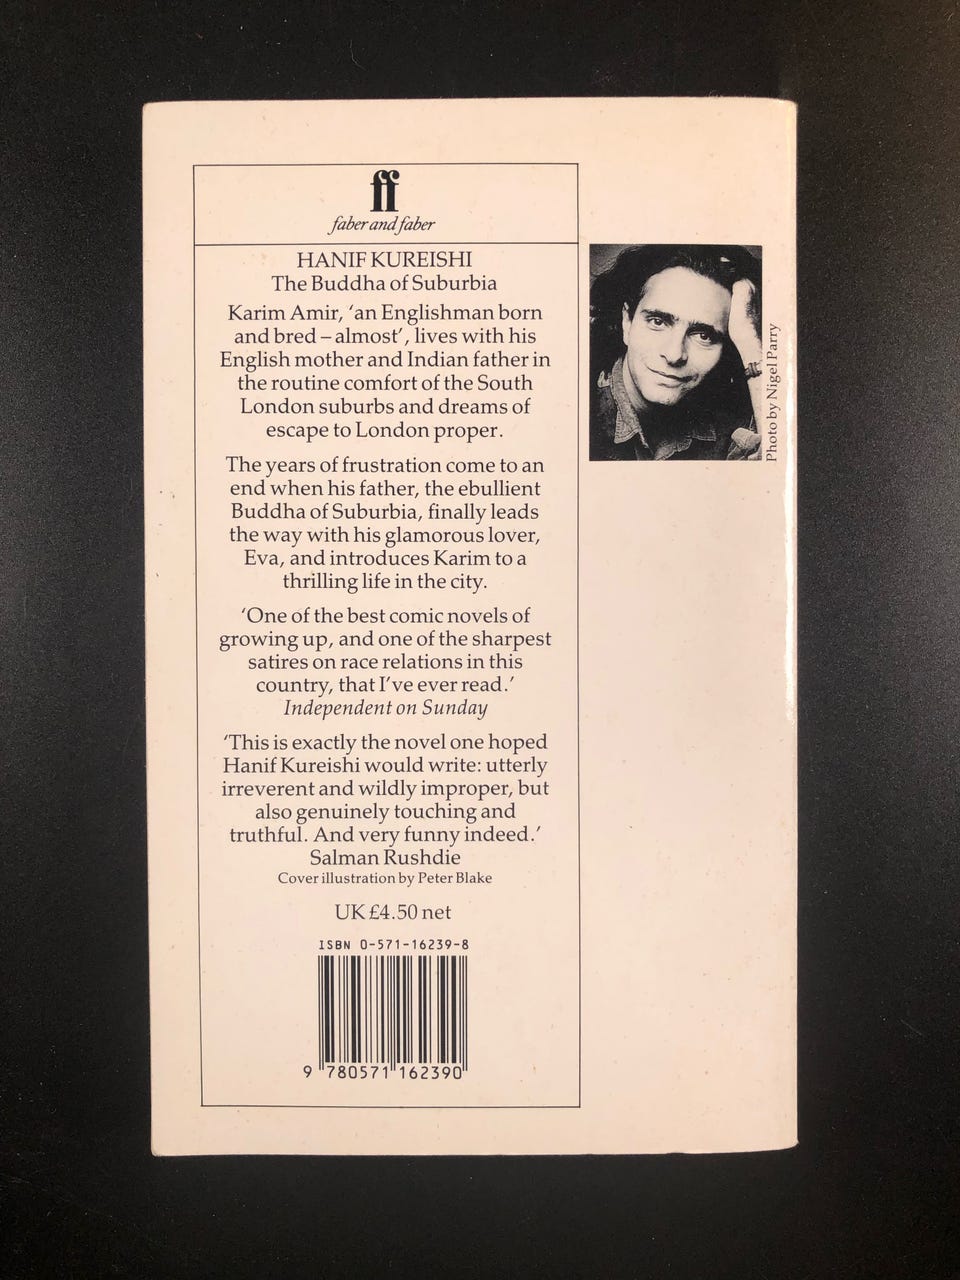 ff
faber and faber
HANIF KUREISHI
The Buddha of Suburbia
Karim Amir, ‘an Englishman born
and bred – almost’, lives with his
English mother and Indian father in
the routine comfort of the South
London suburbs and dreams of
escape to London proper.
The years of frustration come to an
end when his father, the ebullient
Buddha of Suburbia, finally leads
the way with his glamorous lover,
Eva, and introduces Karim to a
thrilling life in the city.
‘One of the best comic novels of
growing up, and one of the sharpest
satires on race relations in this
country, that I’ve ever read.’
Independent on Sunday
‘This is exactly the novel one hoped
Hanif Kureishi would write: utterly
irreverent and wildly improper, but
also genuinely touching and
truthful. And very funny indeed.’
Salman Rushdie
Cover illustration by Peter Blake
UK £4.50 net
ISBN 0-571-16239-8
9 780571 162390
Photo by Nigel Parry